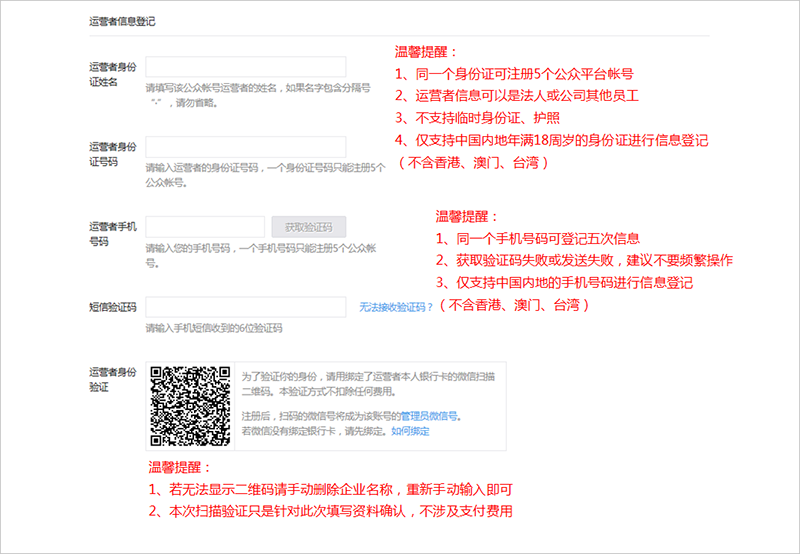 运营者信息登记
运营者身份
证姓名
请填写该公众帐号运营者的姓名，如果名字包含分隔号
“·”，请勿省略。
温馨提醒：
1、同一个身份证可注册5个公众平台帐号
2、运营者信息可以是法人或公司其他员工
3、不支持临时身份证、护照
4、仅支持中国内地年满18周岁的身份证进行信息登记
（不含香港、澳门、台湾）
运营者身份
证号码
请输入运营者的身份证号码，一个身份证号码只能注册5个
公众帐号。
运营者手机
号码
获取验证码
请输入您的手机号码，一个手机号码只能注册5个公众帐
号。
温馨提醒：
1、同一个手机号码可登记五次信息
2、获取验证码失败或发送失败，建议不要频繁操作
3、仅支持中国内地的手机号码进行信息登记
（不含香港、澳门、台湾）
短信验证码
无法接收验证码？
请输入手机短信收到的6位验证码
运营者身份
验证
为了验证你的身份，请用绑定了运营者本人银行卡的微信扫描
二维码。本验证方式不扣除任何费用。
注册后，扫码的微信号将成为该账号的管理员微信号。
若微信没有绑定银行卡，请先绑定。如何绑定
温馨提醒：
1、若无法显示二维码请手动删除企业名称，重新手动输入即可
2、本次扫描验证只是针对此次填写资料确认，不涉及支付费用